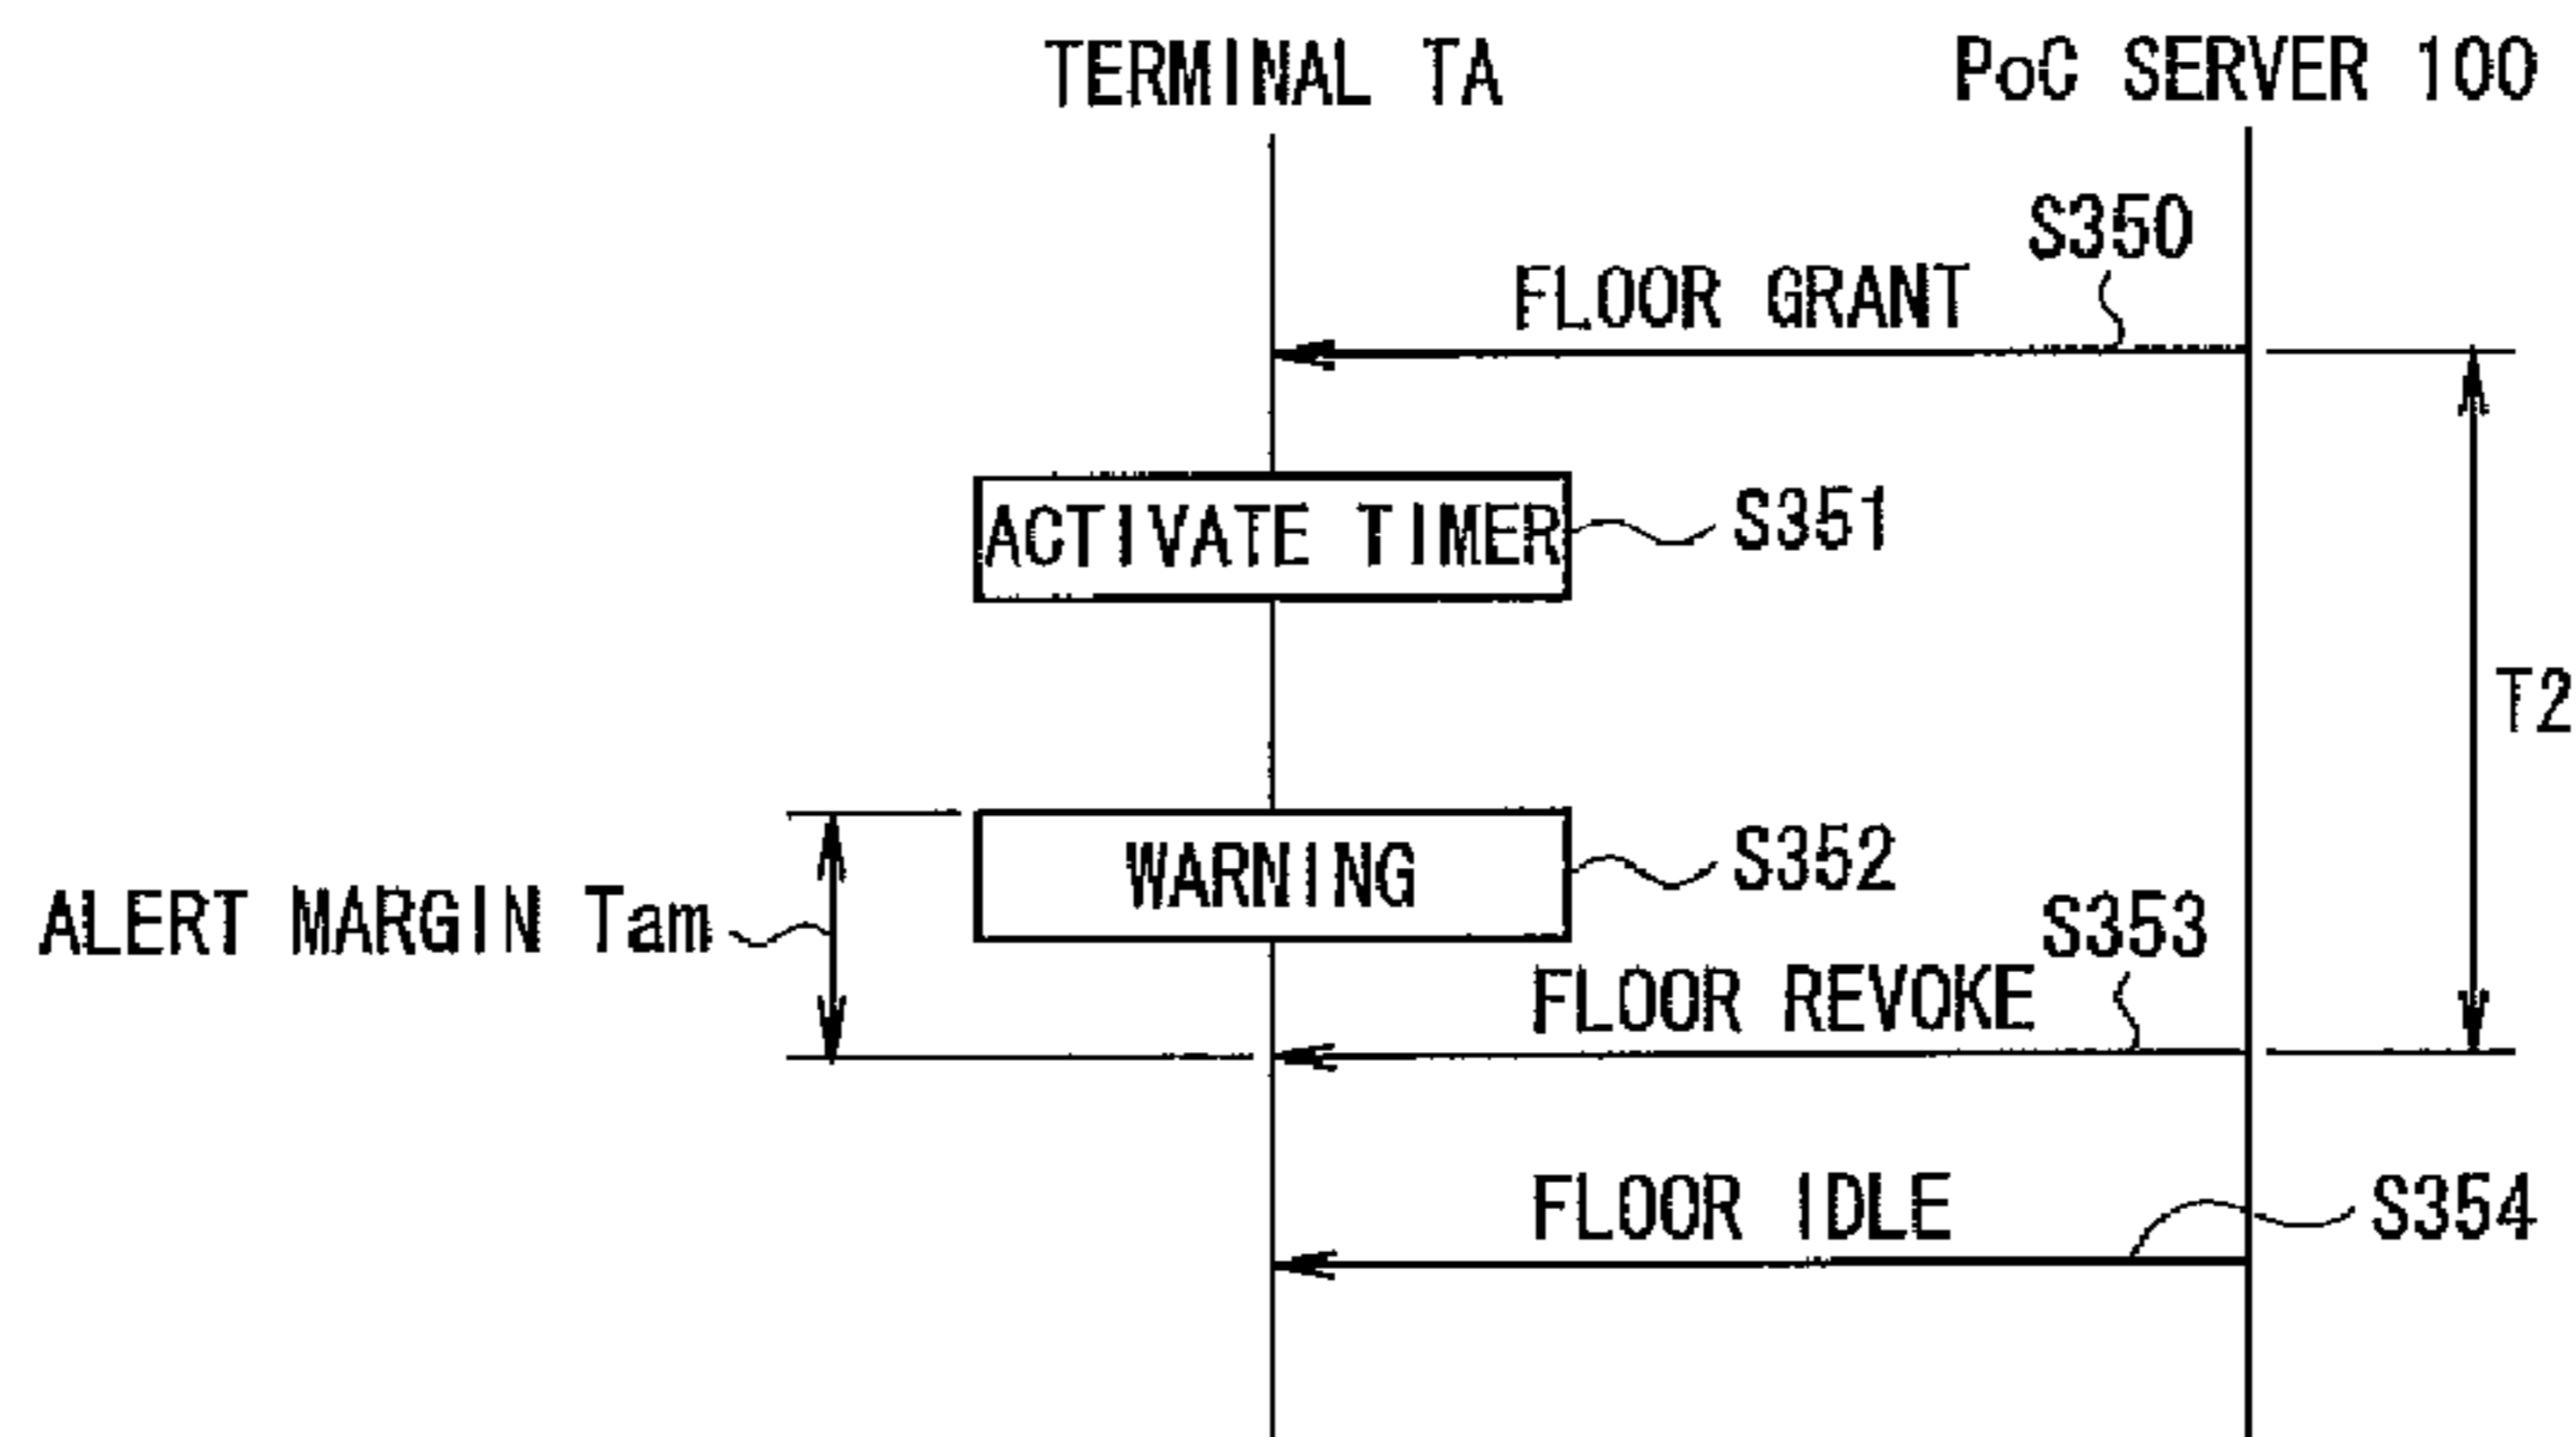 TERMINAL TA
PoC SERVER 100
S350
FLOOR GRANT
ACTIVATE TIMER
S351
T2
WARNING
S352
ALERT MARGIN Tam
S353
FLOOR REVOKE
FLOOR IDLE
S354